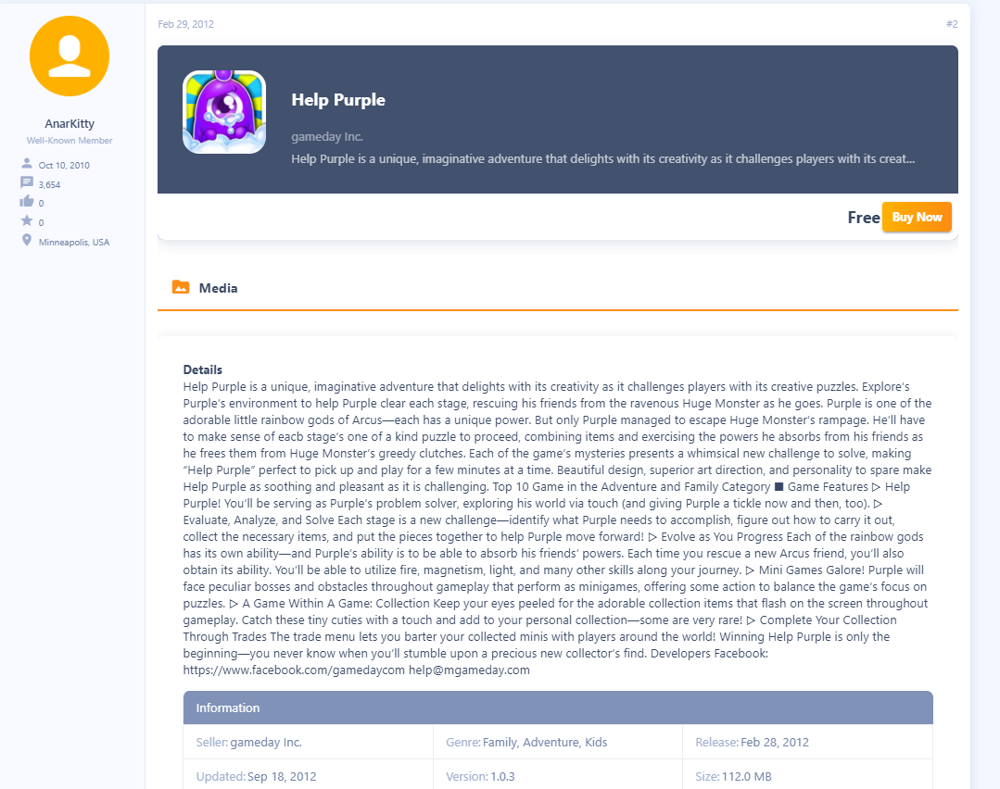 AnarKitty
Well-Known Member
Oct 10, 2010
3,654
0
0
Minneapolis, USA
Feb 29, 2012
#2
Help Purple
gameday Inc.
Help Purple is a unique, imaginative adventure that delights with its creativity as it challenges players with its creat...
Free
Buy Now
Media
Details
Help Purple is a unique, imaginative adventure that delights with its creativity as it challenges players with its creative puzzles. Explore’s
Purple’s environment to help Purple clear each stage, rescuing his friends from the ravenous Huge Monster as he goes. Purple is one of the
adorable little rainbow gods of Arcus—each has a unique power. But only Purple managed to escape Huge Monster’s rampage. He’ll have
to make sense of eacb stage’s one of a kind puzzle to proceed, combining items and exercising the powers he absorbs from his friends as
he frees them from Huge Monster’s greedy clutches. Each of the game’s mysteries presents a whimsical new challenge to solve, making
“Help Purple” perfect to pick up and play for a few minutes at a time. Beautiful design, superior art direction, and personality to spare make
Help Purple as soothing and pleasant as it is challenging. Top 10 Game in the Adventure and Family Category ■ Game Features ▷ Help
Purple! You’ll be serving as Purple’s problem solver, exploring his world via touch (and giving Purple a tickle now and then, too). ▷
Evaluate, Analyze, and Solve Each stage is a new challenge—identify what Purple needs to accomplish, figure out how to carry it out,
collect the necessary items, and put the pieces together to help Purple move forward! ▷ Evolve as You Progress Each of the rainbow gods
has its own ability—and Purple’s ability is to be able to absorb his friends’ powers. Each time you rescue a new Arcus friend, you’ll also
obtain its ability. You’ll be able to utilize fire, magnetism, light, and many other skills along your journey. ▷ Mini Games Galore! Purple will
face peculiar bosses and obstacles throughout gameplay that perform as minigames, offering some action to balance the game’s focus on
puzzles. ▷ A Game Within A Game: Collection Keep your eyes peeled for the adorable collection items that flash on the screen throughout
gameplay. Catch these tiny cuties with a touch and add to your personal collection—some are very rare! ▷ Complete Your Collection
Through Trades The trade menu lets you barter your collected minis with players around the world! Winning Help Purple is only the
beginning—you never know when you’ll stumble upon a precious new collector’s find. Developers Facebook:
https://www.facebook.com/gamedaycom help@mgameday.com
Information
Seller: gameday Inc.
Genre: Family, Adventure, Kids
Release: Feb 28, 2012
Updated: Sep 18, 2012
Version: 1.0.3
Size: 112.0 MB